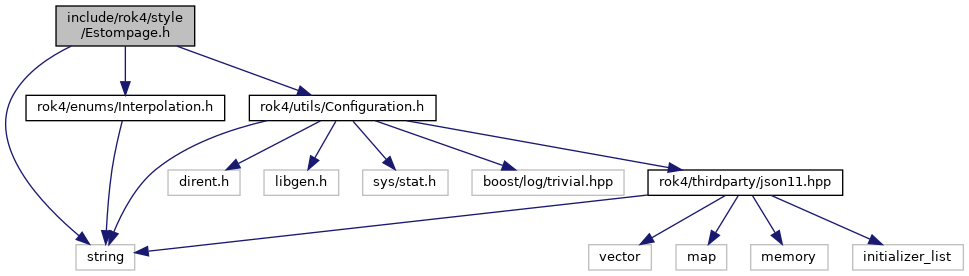 include/rok4/style
/Estompage.h
rok4/enums/Interpolation.h
rok4/utils/Configuration.h
dirent.h
libgen.h
sys/stat.h
boost/log/trivial.hpp
rok4/thirdparty/json11.hpp
string
vector
map
memory
initializer_list